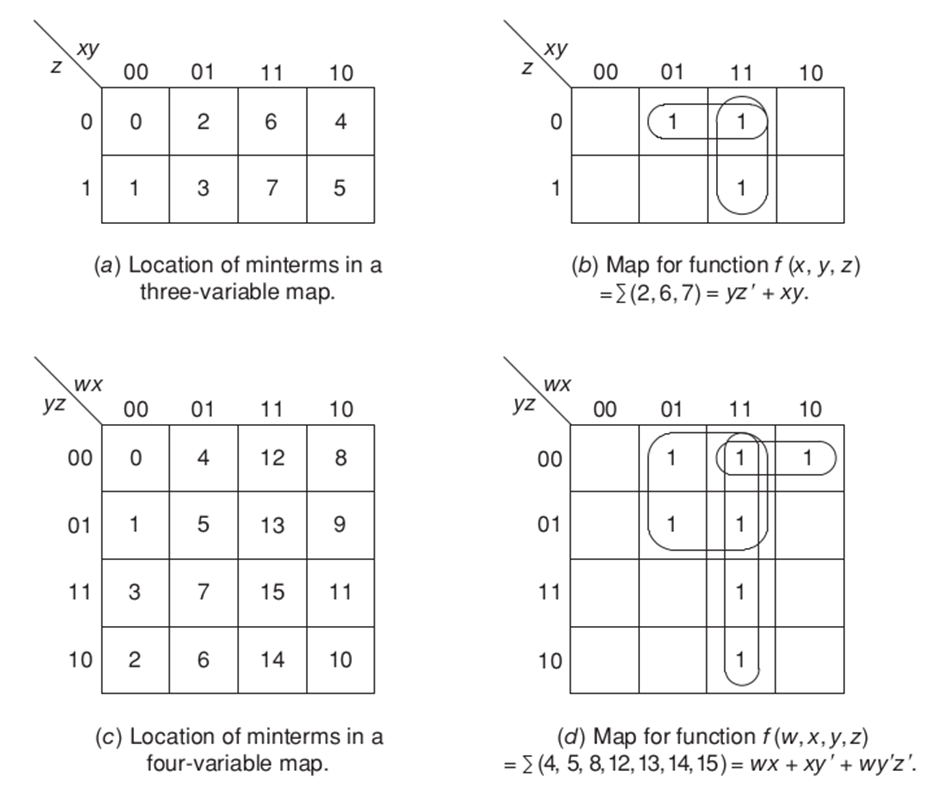 xy
z
00 01 11 10
0 0 2 6 4
1 1 3 7 5
(a) Location of minterms in a
three-variable map.
xy
z
00 01 11 10
0 1 1
1 1
(b) Map for function f (x, y, z)
=∑(2,6,7) = yz′ + xy.
wx
yz
00 01 11 10
00 0 4 12 8
01 1 5 13 9
11 3 7 15 11
10 2 6 14 10
(c) Location of minterms in a
four-variable map.
wx
yz
00 01 11 10
00 1 1 1
01 1 1
11 1
10 1
(d) Map for function f(w,x,y,z)
= ∑(4, 5, 8,12,13,14,15) = wx + xy′ + wy′z′.